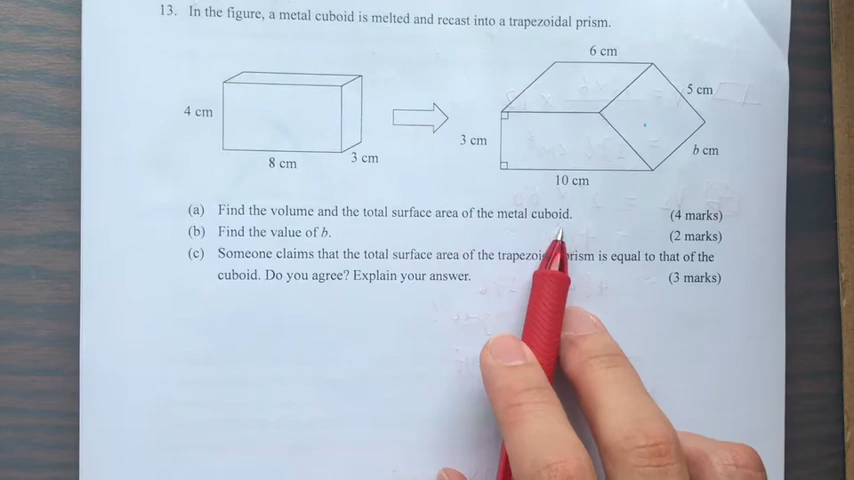 13. In the figure, a metal cuboid is melted and recast into a trapezoidal prism.
6 cm
5 cm
4 cm
3 cm
b cm
8 cm
3 cm
10 cm
(a) Find the volume and the total surface area of the metal cuboid. (4 marks)
(b) Find the value of b. (2 marks)
(c) Someone claims that the total surface area of the trapezoi rism is equal to that of the
cuboid. Do you agree? Explain your answer. (3 marks)